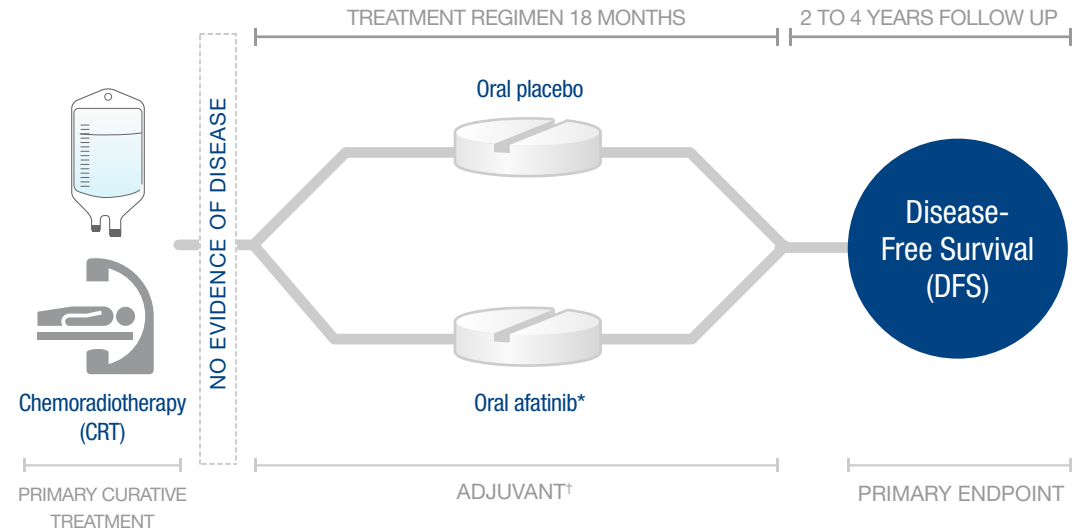 TREATMENT REGIMEN 18 MONTHS
2 TO 4 YEARS FOLLOW UP
Oral placebo
NO EVIDENCE OF DISEASE
Disease-
Free Survival
(DFS)
Chemoradiotherapy
(CRT)
Oral afatinib*
PRIMARY CURATIVE
TREATMENT
ADJUVANT†
PRIMARY ENDPOINT